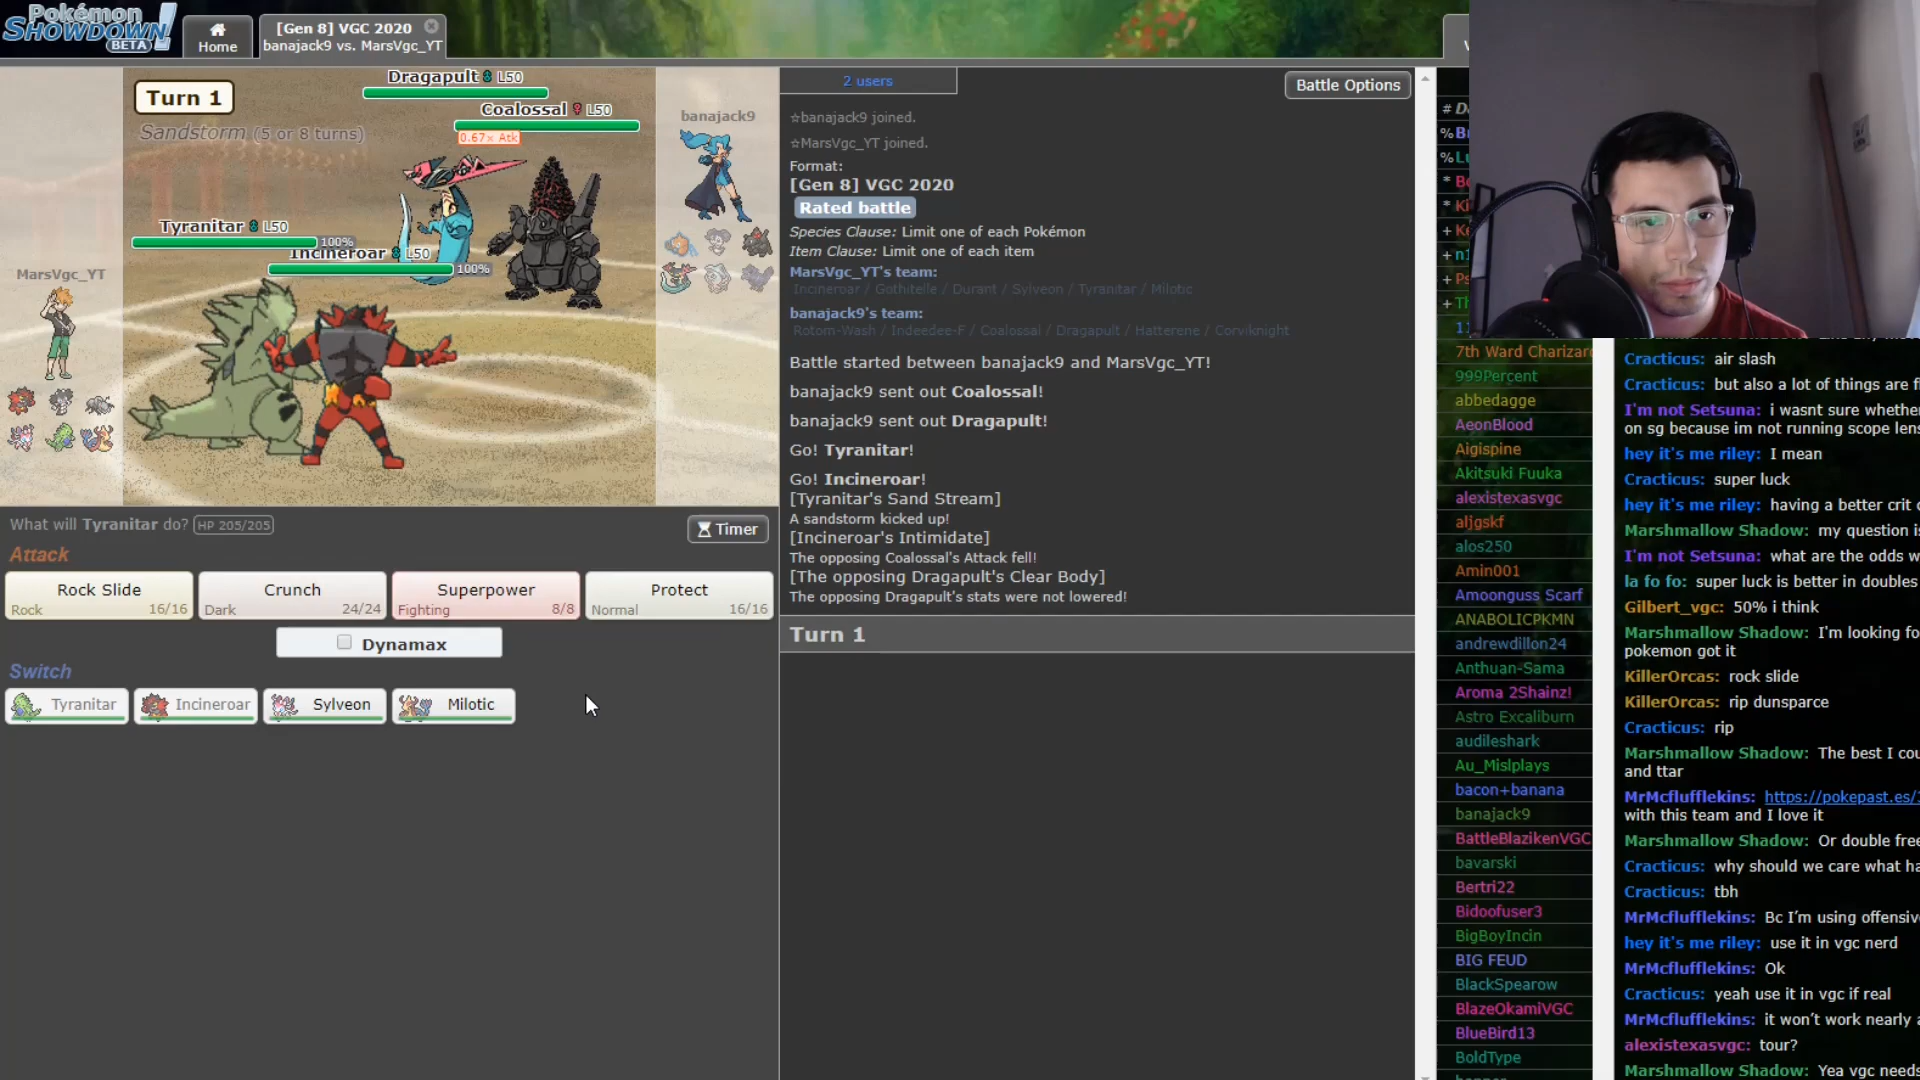 Pokémon
SHOWDOWN!
BETA
Home
[Gen 8] VGC 2020
banajack9 vs. MarsVgc_YT
Turn 1
Sandstorm (5 or 8 turns)
Dragapult L50
Coalossal L50
0.67× Atk
Tyranitar L50
100%
Incineroar L50
100%
MarsVgc_YT
banajack9
What will Tyranitar do? HP 205/205
Timer
Attack
Rock Slide
Rock 16/16
Crunch
Dark 24/24
Superpower
Fighting 8/8
Protect
Normal 16/16
Dynamax
Switch
Tyranitar
Incineroar
Sylveon
Milotic
2 users
Battle Options
☆banajack9 joined.
☆MarsVgc_YT joined.
Format:
[Gen 8] VGC 2020
Rated battle
Species Clause: Limit one of each Pokémon
Item Clause: Limit one of each item
MarsVgc_YT's team:
Incineroar / Gothitelle / Durant / Sylveon / Tyranitar / Milotic
banajack9's team:
Rotom-Wash / Indeedee-F / Coalossal / Dragapult / Hatterene / Corviknight
Battle started between banajack9 and MarsVgc_YT!
banajack9 sent out Coalossal!
banajack9 sent out Dragapult!
Go! Tyranitar!
Go! Incineroar!
[Tyranitar's Sand Stream]
A sandstorm kicked up!
[Incineroar's Intimidate]
The opposing Coalossal's Attack fell!
[The opposing Dragapult's Clear Body]
The opposing Dragapult's stats were not lowered!
Turn 1
7th Ward Charizard
999Percent
abbedagge
AeonBlood
Aigispine
Akitsuki Fuuka
alexistexasvgc
aljgskf
alos250
Amin001
Amoonguss Scarf
ANABOLICPKMN
andrewdillon24
Anthuan-Sama
Aroma 2Shainz!
Astro Excaliburn
audileshark
Au_Mislplays
bacon+banana
banajack9
BattleBlazikenVGC
bavarski
Bertri22
Bidoofuser3
BigBoyIncin
BIG FEUD
BlackSpearow
BlazeOkamiVGC
BlueBird13
BoldType
Cracticus: air slash
Cracticus: but also a lot of things are
I'm not Setsuna: i wasnt sure whether
on sg because im not running scope lens
hey it's me riley: I mean
Cracticus: super luck
hey it's me riley: having a better crit
Marshmallow Shadow: my question is
I'm not Setsuna: what are the odds
la fo fo: super luck is better in doubles
Gilbert_vgc: 50% i think
Marshmallow Shadow: I'm looking
pokemon got it
KillerOrcas: rock slide
KillerOrcas: rip dunsparce
Cracticus: rip
Marshmallow Shadow: The best I
and ttar
MrMcflufflekins: https://pokepast.es/
with this team and I love it
Marshmallow Shadow: Or double
Cracticus: why should we care what
Cracticus: tbh
MrMcflufflekins: Bc I'm using
hey it's me riley: use it in vgc nerd
MrMcflufflekins: Ok
Cracticus: yeah use it in vgc if real
MrMcflufflekins: it won't work nearly
alexistexasvgc: tour?
Marshmallow Shadow: Yea vgc needs